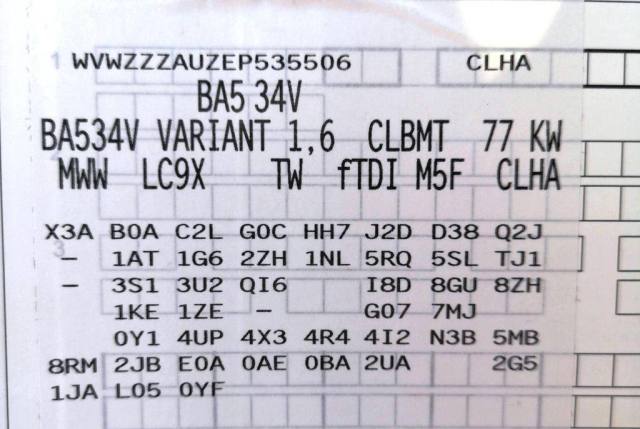 1 WVWZZZAUZEP535506 CLHA
BA5 34V
BA534V VARIANT 1,6 CLBMT 77 KW
MWW LC9X TW fTDI M5F CLHA
X3A B0A C2L G0C HH7 J2D D38 Q2J
- 1AT 1G6 2ZH 1NL 5RQ 5SL TJ1
- 3S1 3U2 QI6 I8D 8GU 8ZH
1KE 1ZE - G07 7MJ
0Y1 4UP 4X3 4R4 4I2 N3B 5MB
8RM 2JB E0A 0AE 0BA 2UA 2G5
1JA L05 0YF